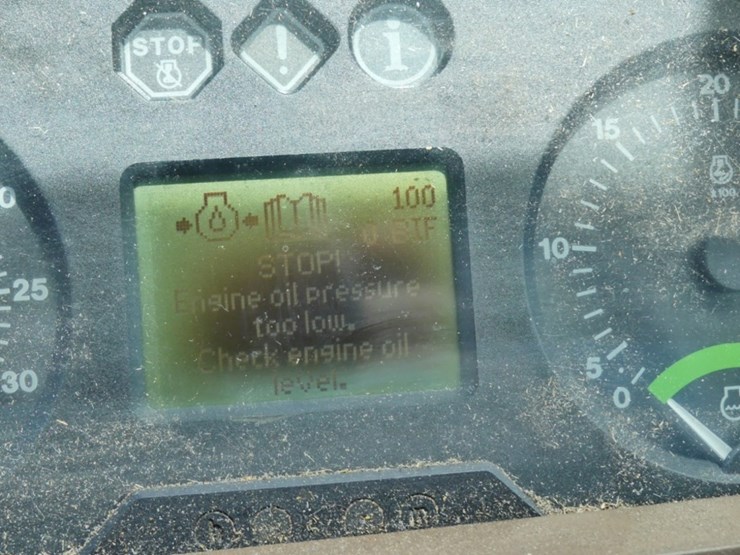 STOP
!
i
100
STOP!
Engine oil pressure
too low.
Check engine oil
level.
0
25
30
20
15
10
5
0